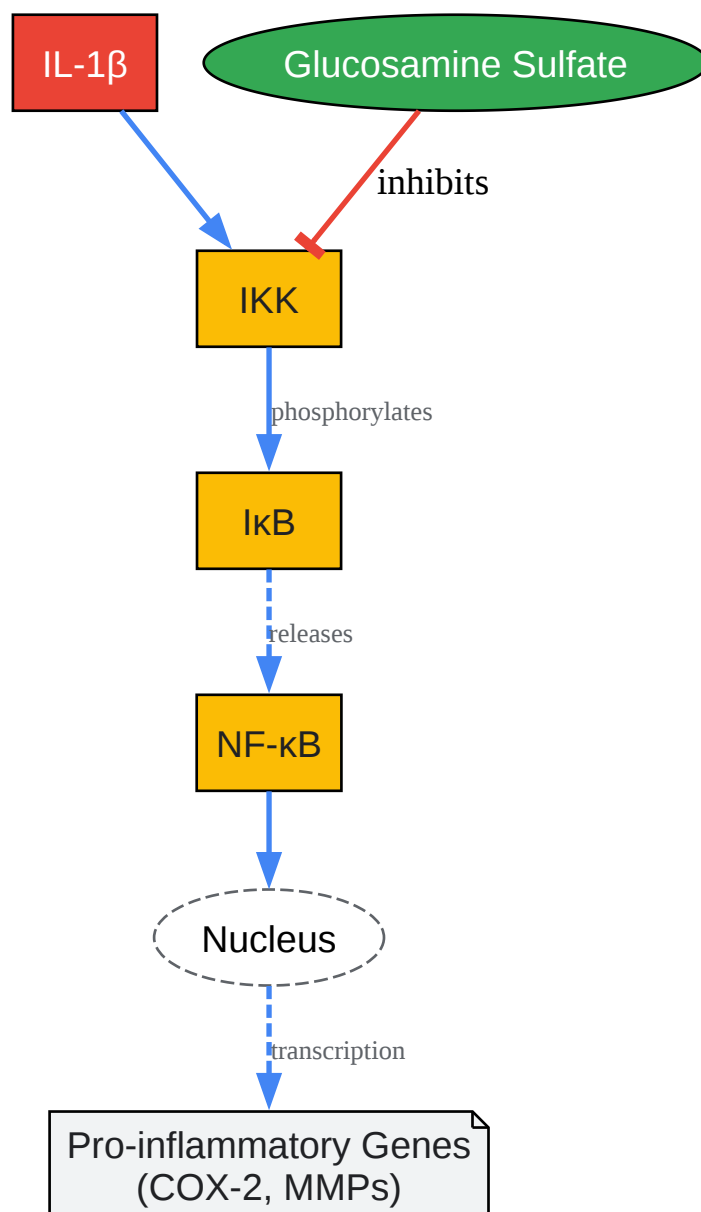 IL-1β
Glucosamine Sulfate
inhibits
IKK
phosphorylates
IκB
releases
NF-κB
Nucleus
transcription
Pro-inflammatory Genes
(COX-2, MMPs)